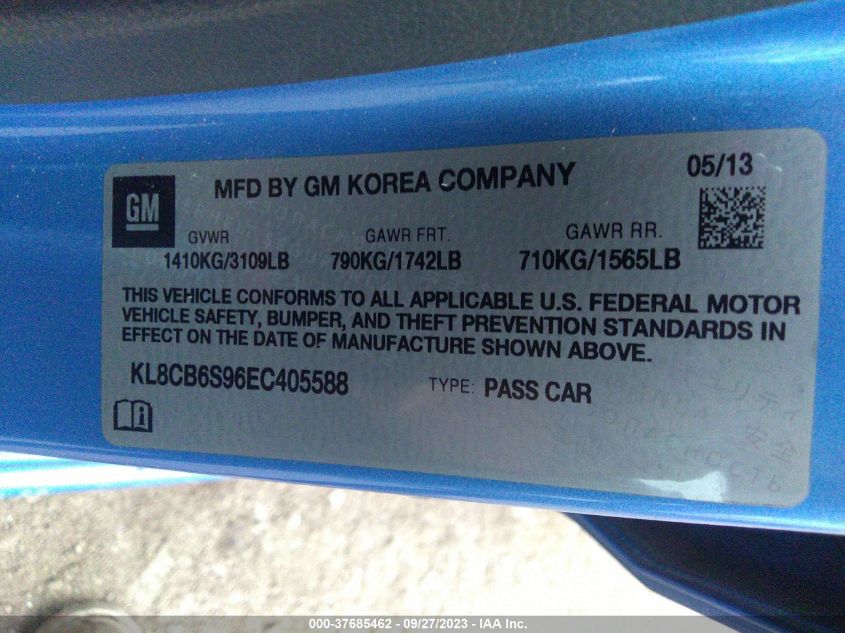 GM
MFD BY GM KOREA COMPANY
05/13
GVWR
GAWR FRT.
GAWR RR.
1410KG/3109LB
790KG/1742LB
710KG/1565LB
THIS VEHICLE CONFORMS TO ALL APPLICABLE U.S. FEDERAL MOTOR
VEHICLE SAFETY, BUMPER, AND THEFT PREVENTION STANDARDS IN
EFFECT ON THE DATE OF MANUFACTURE SHOWN ABOVE.
KL8CB6S96EC405588
TYPE: PASS CAR
000-37685462 - 09/27/2023 - IAA Inc.